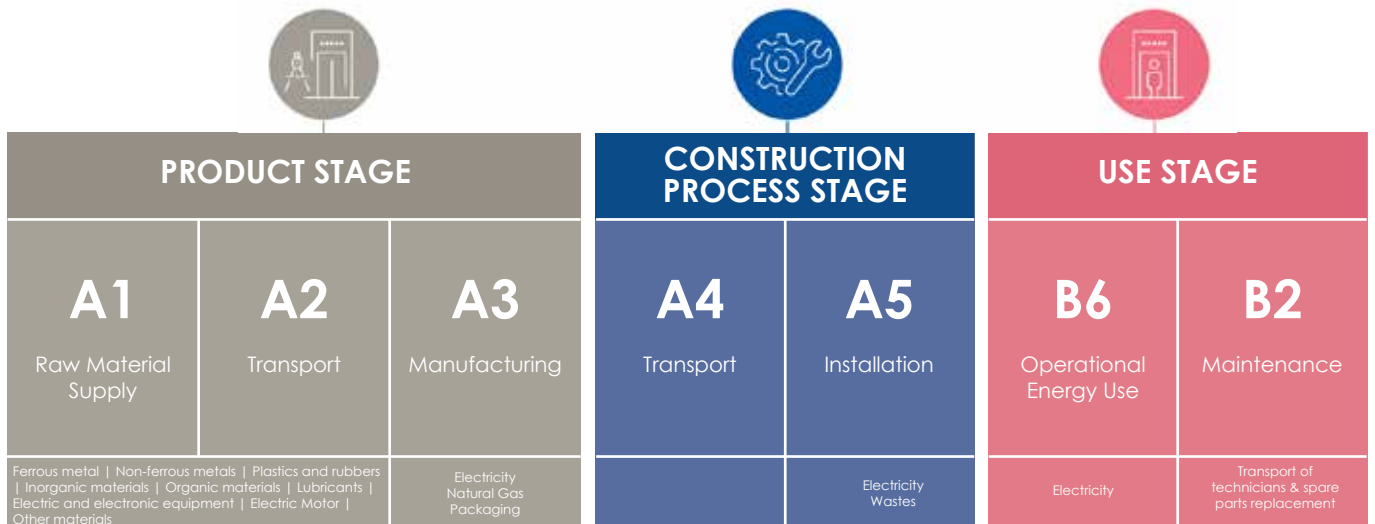 PRODUCT STAGE
A1
Raw Material
Supply
A2
Transport
A3
Manufacturing
Ferrous metal | Non-ferrous metals | Plastics and rubbers
| Inorganic materials | Organic materials | Lubricants |
Electric and electronic equipment | Electric Motor |
Other materials
Electricity
Natural Gas
Packaging
CONSTRUCTION
PROCESS STAGE
A4
Transport
A5
Installation
Electricity
Wastes
USE STAGE
B6
Operational
Energy Use
B2
Maintenance
Electricity
Transport of
technicians & spare
parts replacement